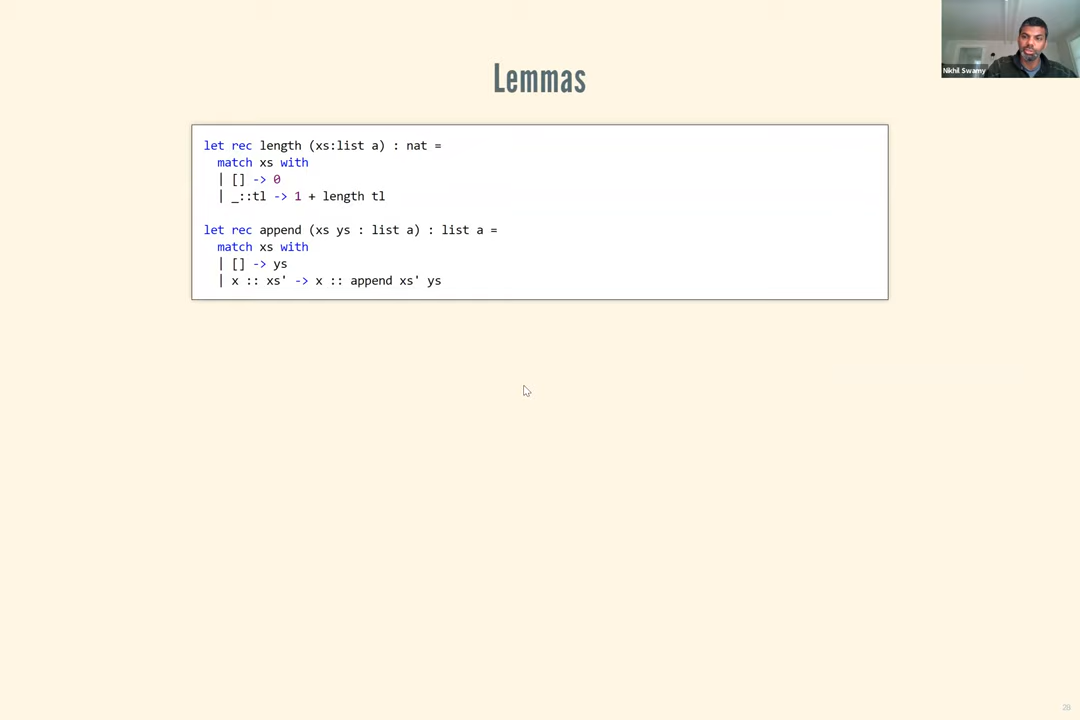 Lemmas
Nikhil Swamy
let rec length (xs:list a) : nat =
match xs with
| [] -> 0
| _::tl -> 1 + length tl
let rec append (xs ys : list a) : list a =
match xs with
| [] -> ys
| x :: xs' -> x :: append xs' ys
28